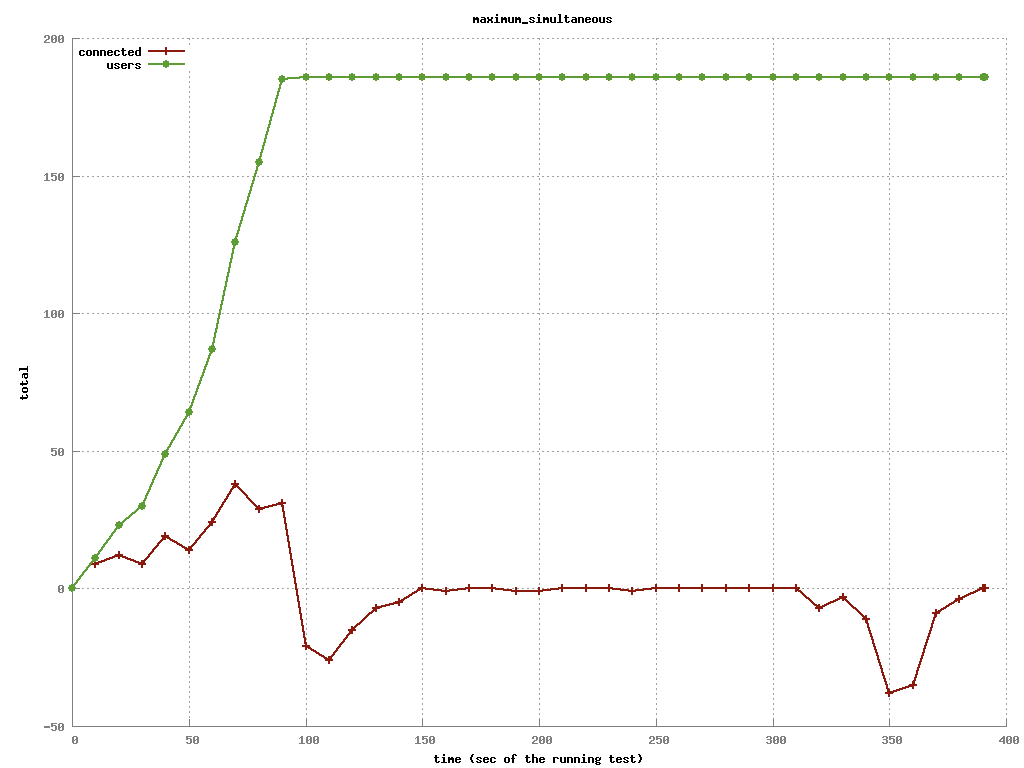 maximum_simultaneous
200
150
100
50
0
-50
connected
users
total
0 50 100 150 200 250 300 350 400
time (sec of the running test)